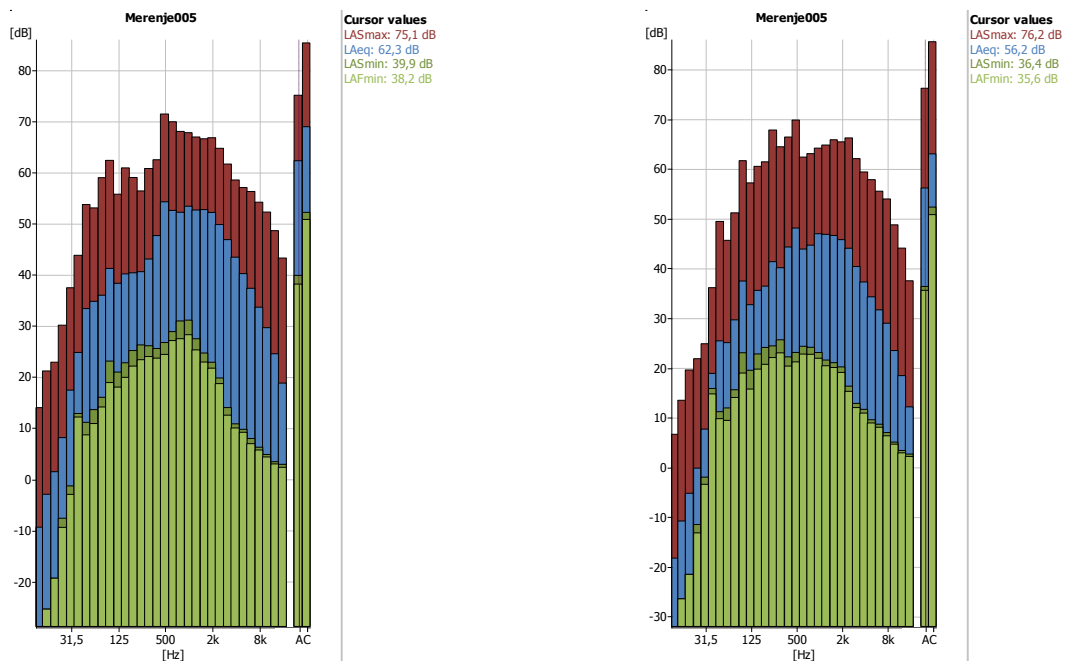 Merenje005
[dB]
80
70
60
50
40
30
20
10
0
-10
-20
31,5 125 500 2k 8k AC
[Hz]
Cursor values
LASmax: 75,1 dB
LAeq: 62,3 dB
LASmin: 39,9 dB
LAFmin: 38,2 dB
Merenje005
[dB]
80
70
60
50
40
30
20
10
0
-10
-20
-30
31,5 125 500 2k 8k AC
[Hz]
Cursor values
LASmax: 76,2 dB
LAeq: 56,2 dB
LASmin: 36,4 dB
LAFmin: 35,6 dB